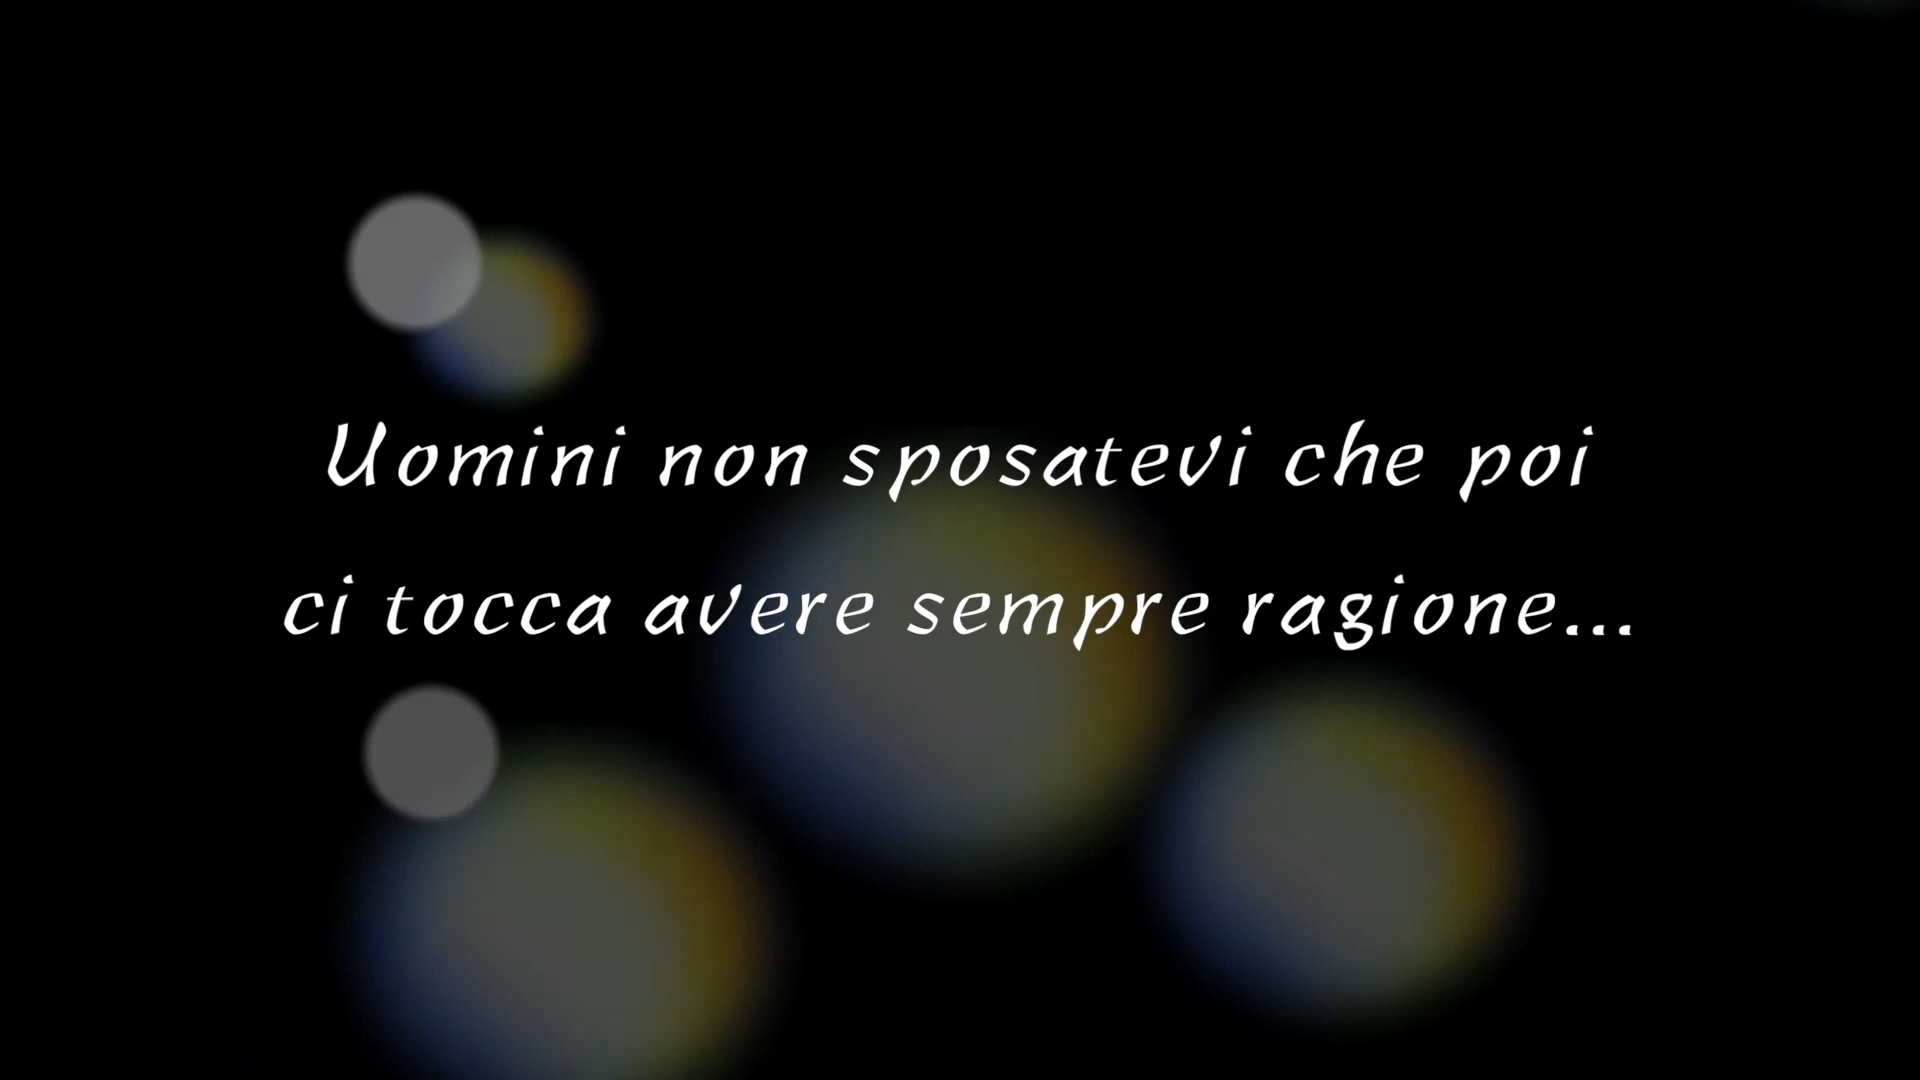 Uomini non sposatevi che poi
ci tocca avere sempre ragione...